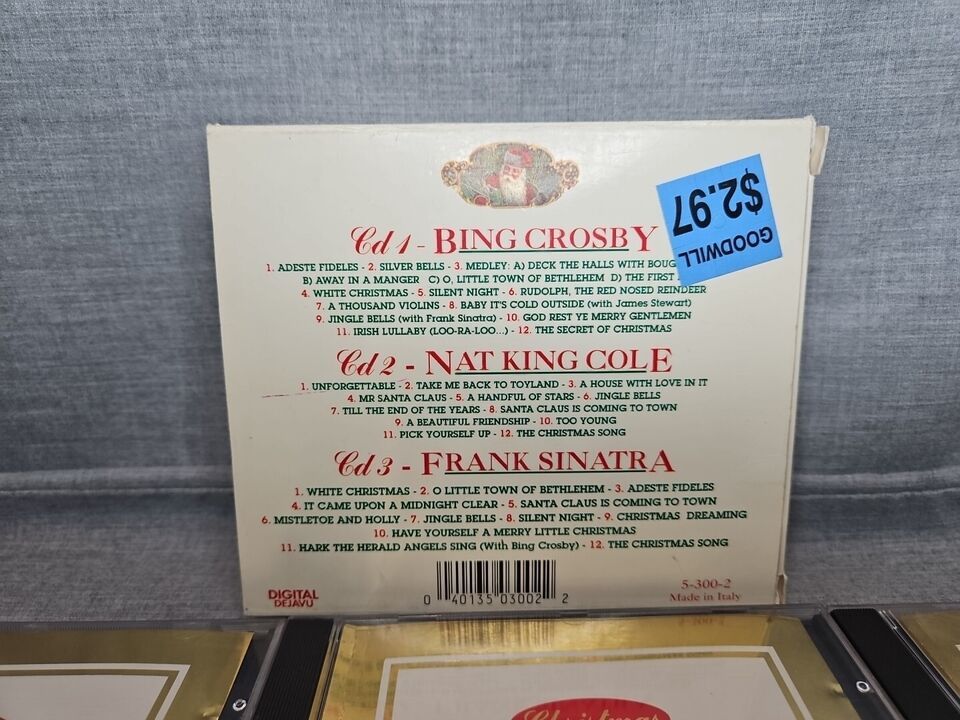 GOODWILL
$2.97
Cd 1 - BING CROSBY
1. ADESTE FIDELES - 2. SILVER BELLS - 3. MEDLEY: A) DECK THE HALLS WITH
B) AWAY IN A MANGER C) O, LITTLE TOWN OF BETHLEHEM D) THE FIRST
4. WHITE CHRISTMAS - 5. SILENT NIGHT - 6. RUDOLPH, THE RED NOSED REINDEER
7. A THOUSAND VIOLINS - 8. BABY IT'S COLD OUTSIDE (with James Stewart)
9. JINGLE BELLS (with Frank Sinatra) - 10. GOD REST YE MERRY GENTLEMEN
11. IRISH LULLABY (LOO-RA-LOO...) - 12. THE SECRET OF CHRISTMAS
Cd 2 - NAT KING COLE
1. UNFORGETTABLE - 2. TAKE ME BACK TO TOYLAND - 3. A HOUSE WITH LOVE IN IT
4. MR SANTA CLAUS - 5. A HANDFUL OF STARS - 6. JINGLE BELLS
7. TILL THE END OF THE YEARS - 8. SANTA CLAUS IS COMING TO TOWN
9. A BEAUTIFUL FRIENDSHIP - 10. TOO YOUNG
11. PICK YOURSELF UP - 12. THE CHRISTMAS SONG
Cd 3 - FRANK SINATRA
1. WHITE CHRISTMAS - 2. O LITTLE TOWN OF BETHLEHEM - 3. ADESTE FIDELES
4. IT CAME UPON A MIDNIGHT CLEAR - 5. SANTA CLAUS IS COMING TO TOWN
6. MISTLETOE AND HOLLY - 7. JINGLE BELLS - 8. SILENT NIGHT - 9. CHRISTMAS DREAMING
10. HAVE YOURSELF A MERRY LITTLE CHRISTMAS
11. HARK THE HERALD ANGELS SING (With Bing Crosby) - 12. THE CHRISTMAS SONG
DIGITAL
DEJAVU
0 40135 03002 2
5-300-2
Made in Italy
Christmas